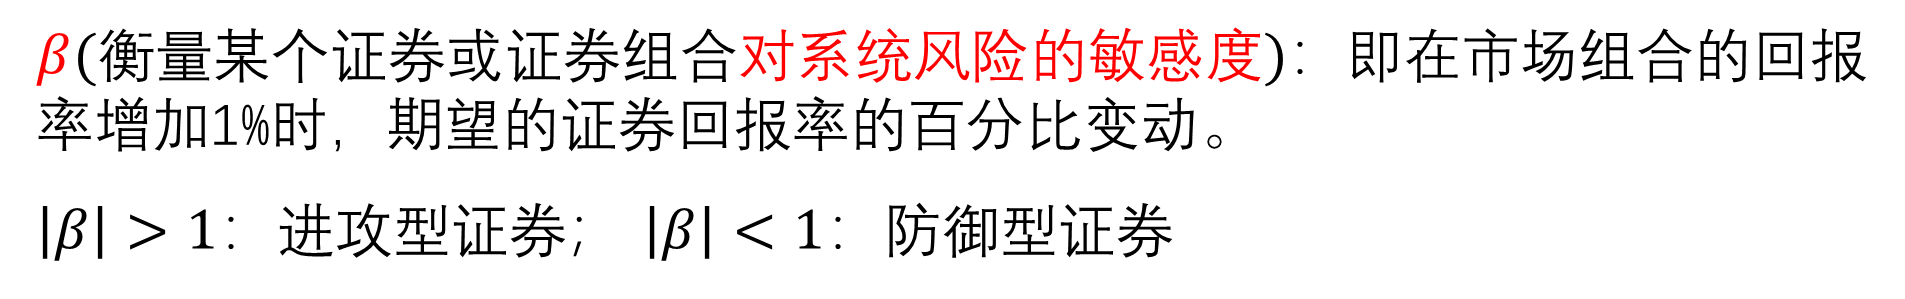 β(衡量某个证券或证券组合对系统风险的敏感度)：即在市场组合的回报
率增加1%时，期望的证券回报率的百分比变动。
|β| > 1：进攻型证券； |β| < 1：防御型证券